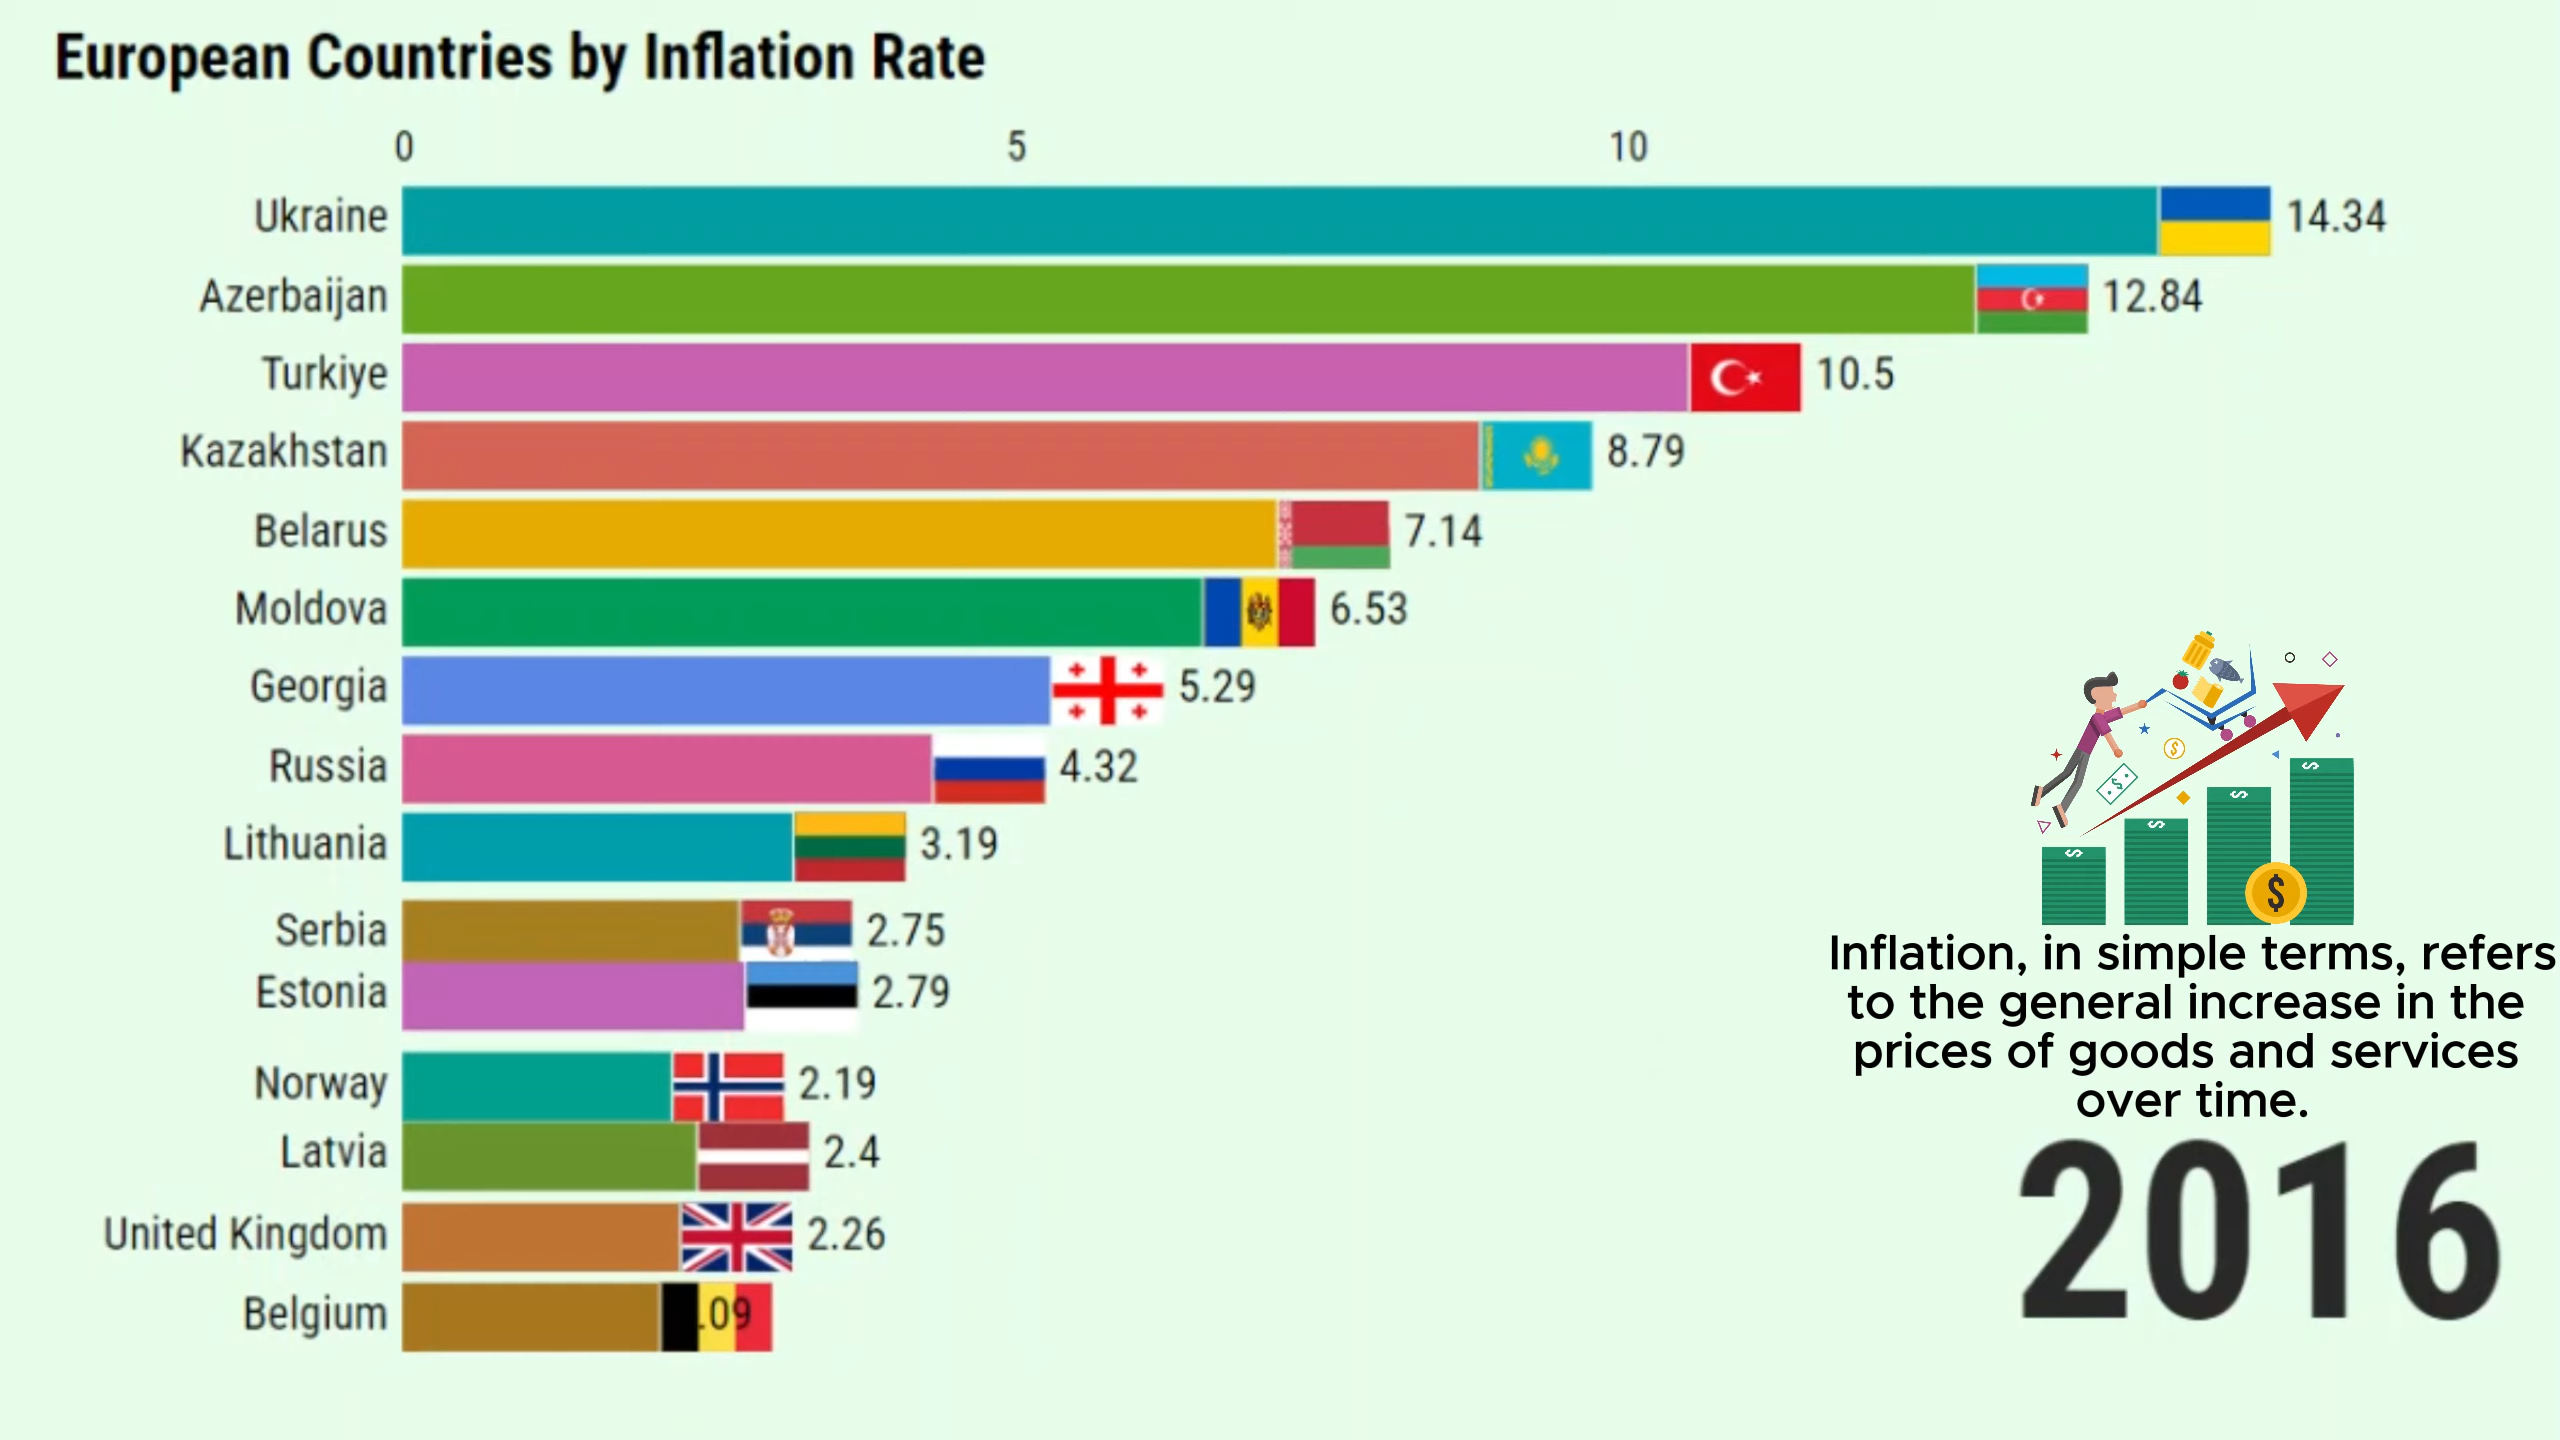 European Countries by Inflation Rate
0 5 10
Ukraine 14.34
Azerbaijan 12.84
Turkiye 10.5
Kazakhstan 8.79
Belarus 7.14
Moldova 6.53
Georgia 5.29
Russia 4.32
Lithuania 3.19
Serbia 2.75
Estonia 2.79
Norway 2.19
Latvia 2.4
United Kingdom 2.26
Belgium .09
$ $ $ $ $ $ $
Inflation, in simple terms, refers
to the general increase in the
prices of goods and services
over time.
2016